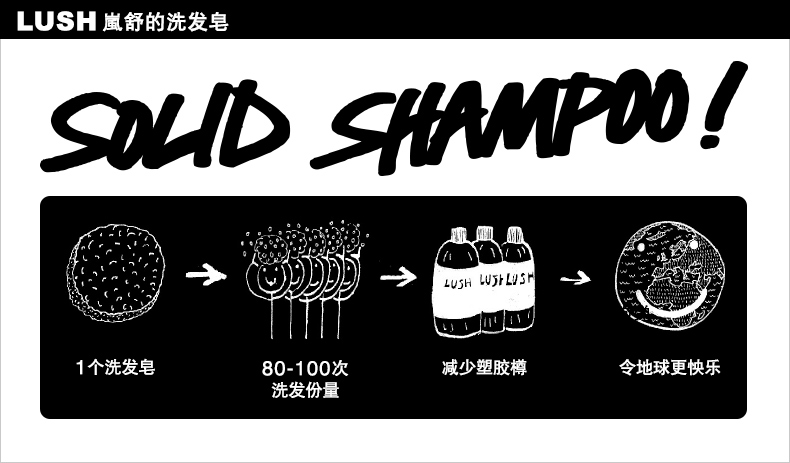 LUSH 嵐舒的洗发皂
SOLID SHAMPOO!
LUSH LUSH LUSH
1个洗发皂
80-100次
洗发份量
减少塑胶樽
令地球更快乐